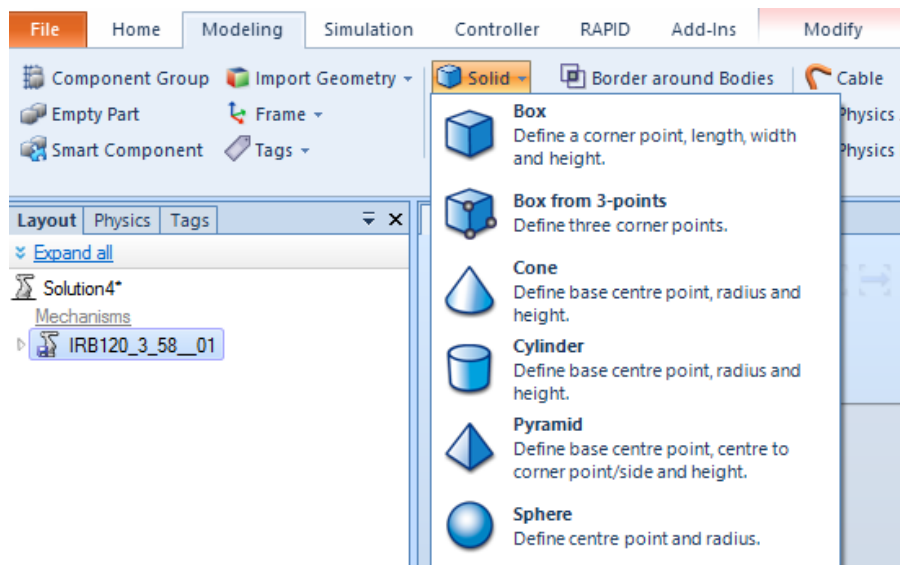 File Home Modeling Simulation Controller RAPID Add-Ins Modify
Component Group Import Geometry Solid Border around Bodies Cable
Empty Part Frame Physics
Smart Component Tags Physics
Layout Physics Tags
Expand all
Solution4*
Mechanisms
IRB120_3_58__01
Box
Define a corner point, length, width
and height.
Box from 3-points
Define three corner points.
Cone
Define base centre point, radius and
height.
Cylinder
Define base centre point, radius and
height.
Pyramid
Define base centre point, centre to
corner point/side and height.
Sphere
Define centre point and radius.